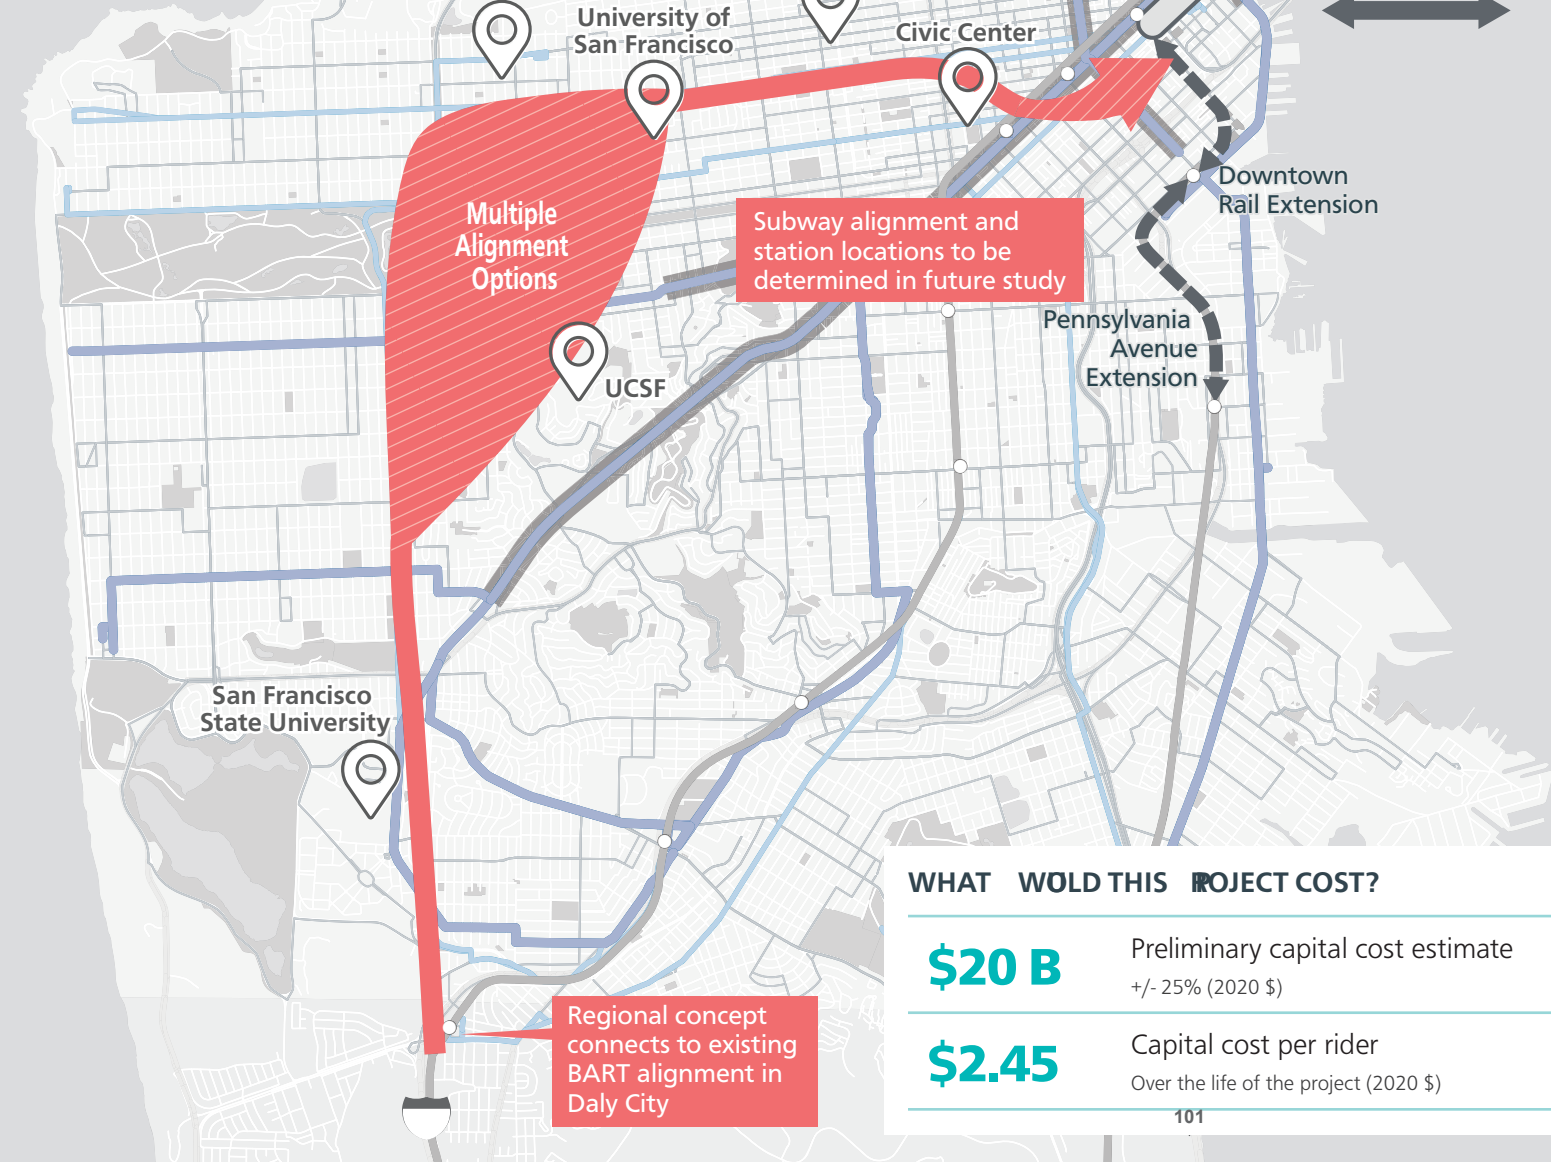 University of
San Francisco
Civic Center
Multiple
Alignment
Options
Subway alignment and
station locations to be
determined in future study
Downtown
Rail Extension
Pennsylvania
Avenue
Extension
UCSF
San Francisco
State University
Regional concept
connects to existing
BART alignment in
Daly City
WHAT WOULD THIS PROJECT COST?
$20 B
Preliminary capital cost estimate
+/- 25% (2020 $)
$2.45
Capital cost per rider
Over the life of the project (2020 $)
101